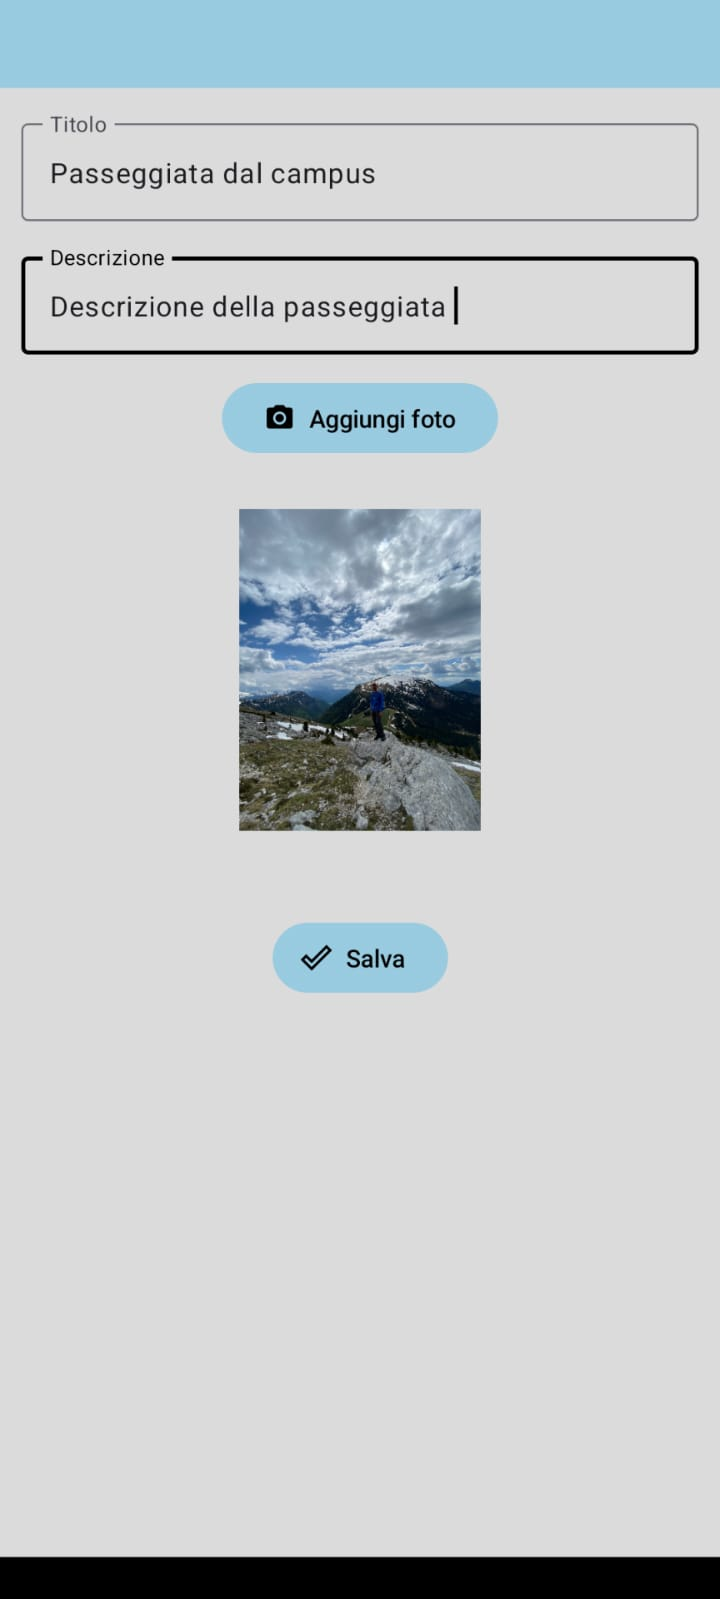 Titolo
Passeggiata dal campus
Descrizione
Descrizione della passeggiata
Aggiungi foto
Salva